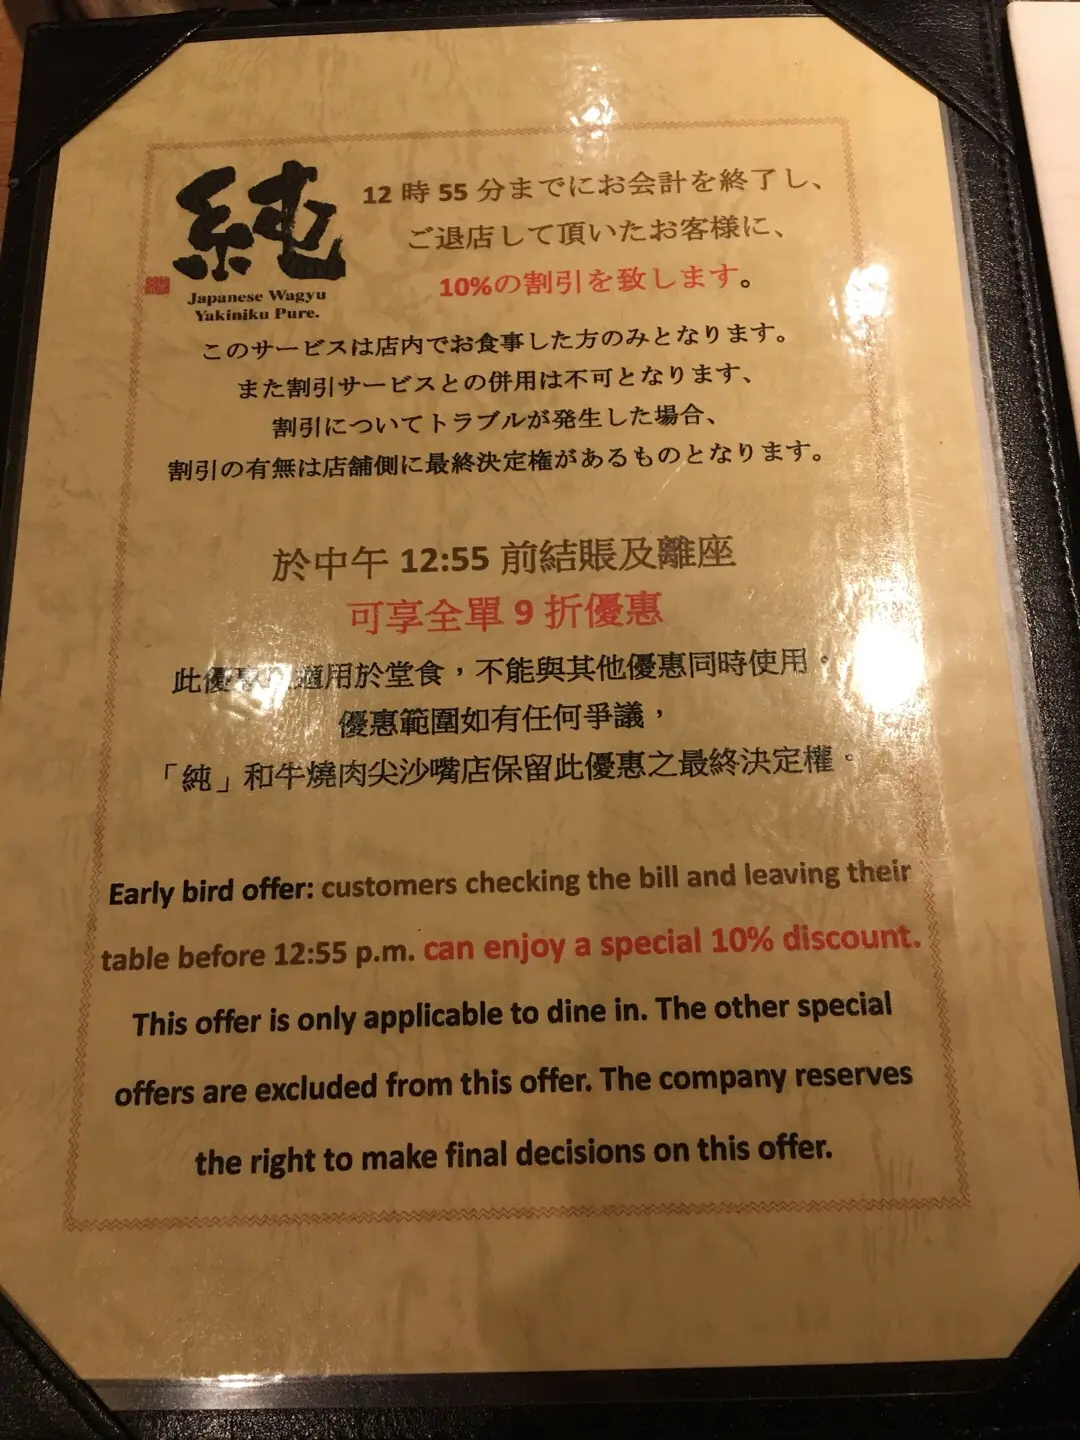 純
Japanese Wagyu
Yakiniku Pure.
12 時 55 分までにお会計を終了し、
ご退店して頂いたお客様に、
10%の割引を致します。
このサービスは店内でお食事した方のみとなります。
また割引サービスとの併用は不可となります、
割引についてトラブルが発生した場合、
割引の有無は店舗側に最終決定権があるものとなります。
於中午 12:55 前結賬及離座
可享全單 9 折優惠
此優惠適用於堂食，不能與其他優惠同時使用。
優惠範圍如有任何爭議，
「純」和牛燒肉尖沙嘴店保留此優惠之最終決定權。
Early bird offer: customers checking the bill and leaving their
table before 12:55 p.m. can enjoy a special 10% discount.
This offer is only applicable to dine in. The other special
offers are excluded from this offer. The company reserves
the right to make final decisions on this offer.